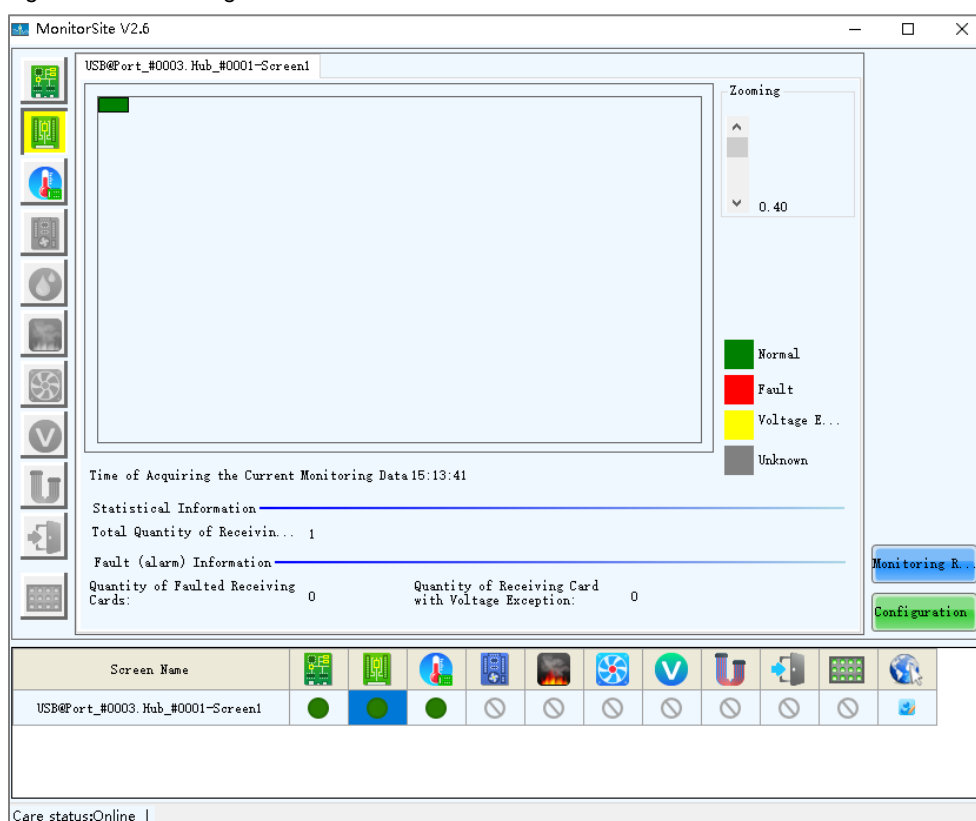 MonitorSite V2.6
USB@Port_#0003.Hub_#0001-Screen1
Zooming
0.40
Normal
Fault
Voltage E...
Unknown
Time of Acquiring the Current Monitoring Data 15:13:41
Statistical Information
Total Quantity of Receivin... 1
Fault (alarm) Information
Quantity of Faulted Receiving Cards: 0
Quantity of Receiving Card with Voltage Exception: 0
Monitoring R...
Configuration
Screen Name
USB@Port_#0003.Hub_#0001-Screen1
Care status:Online